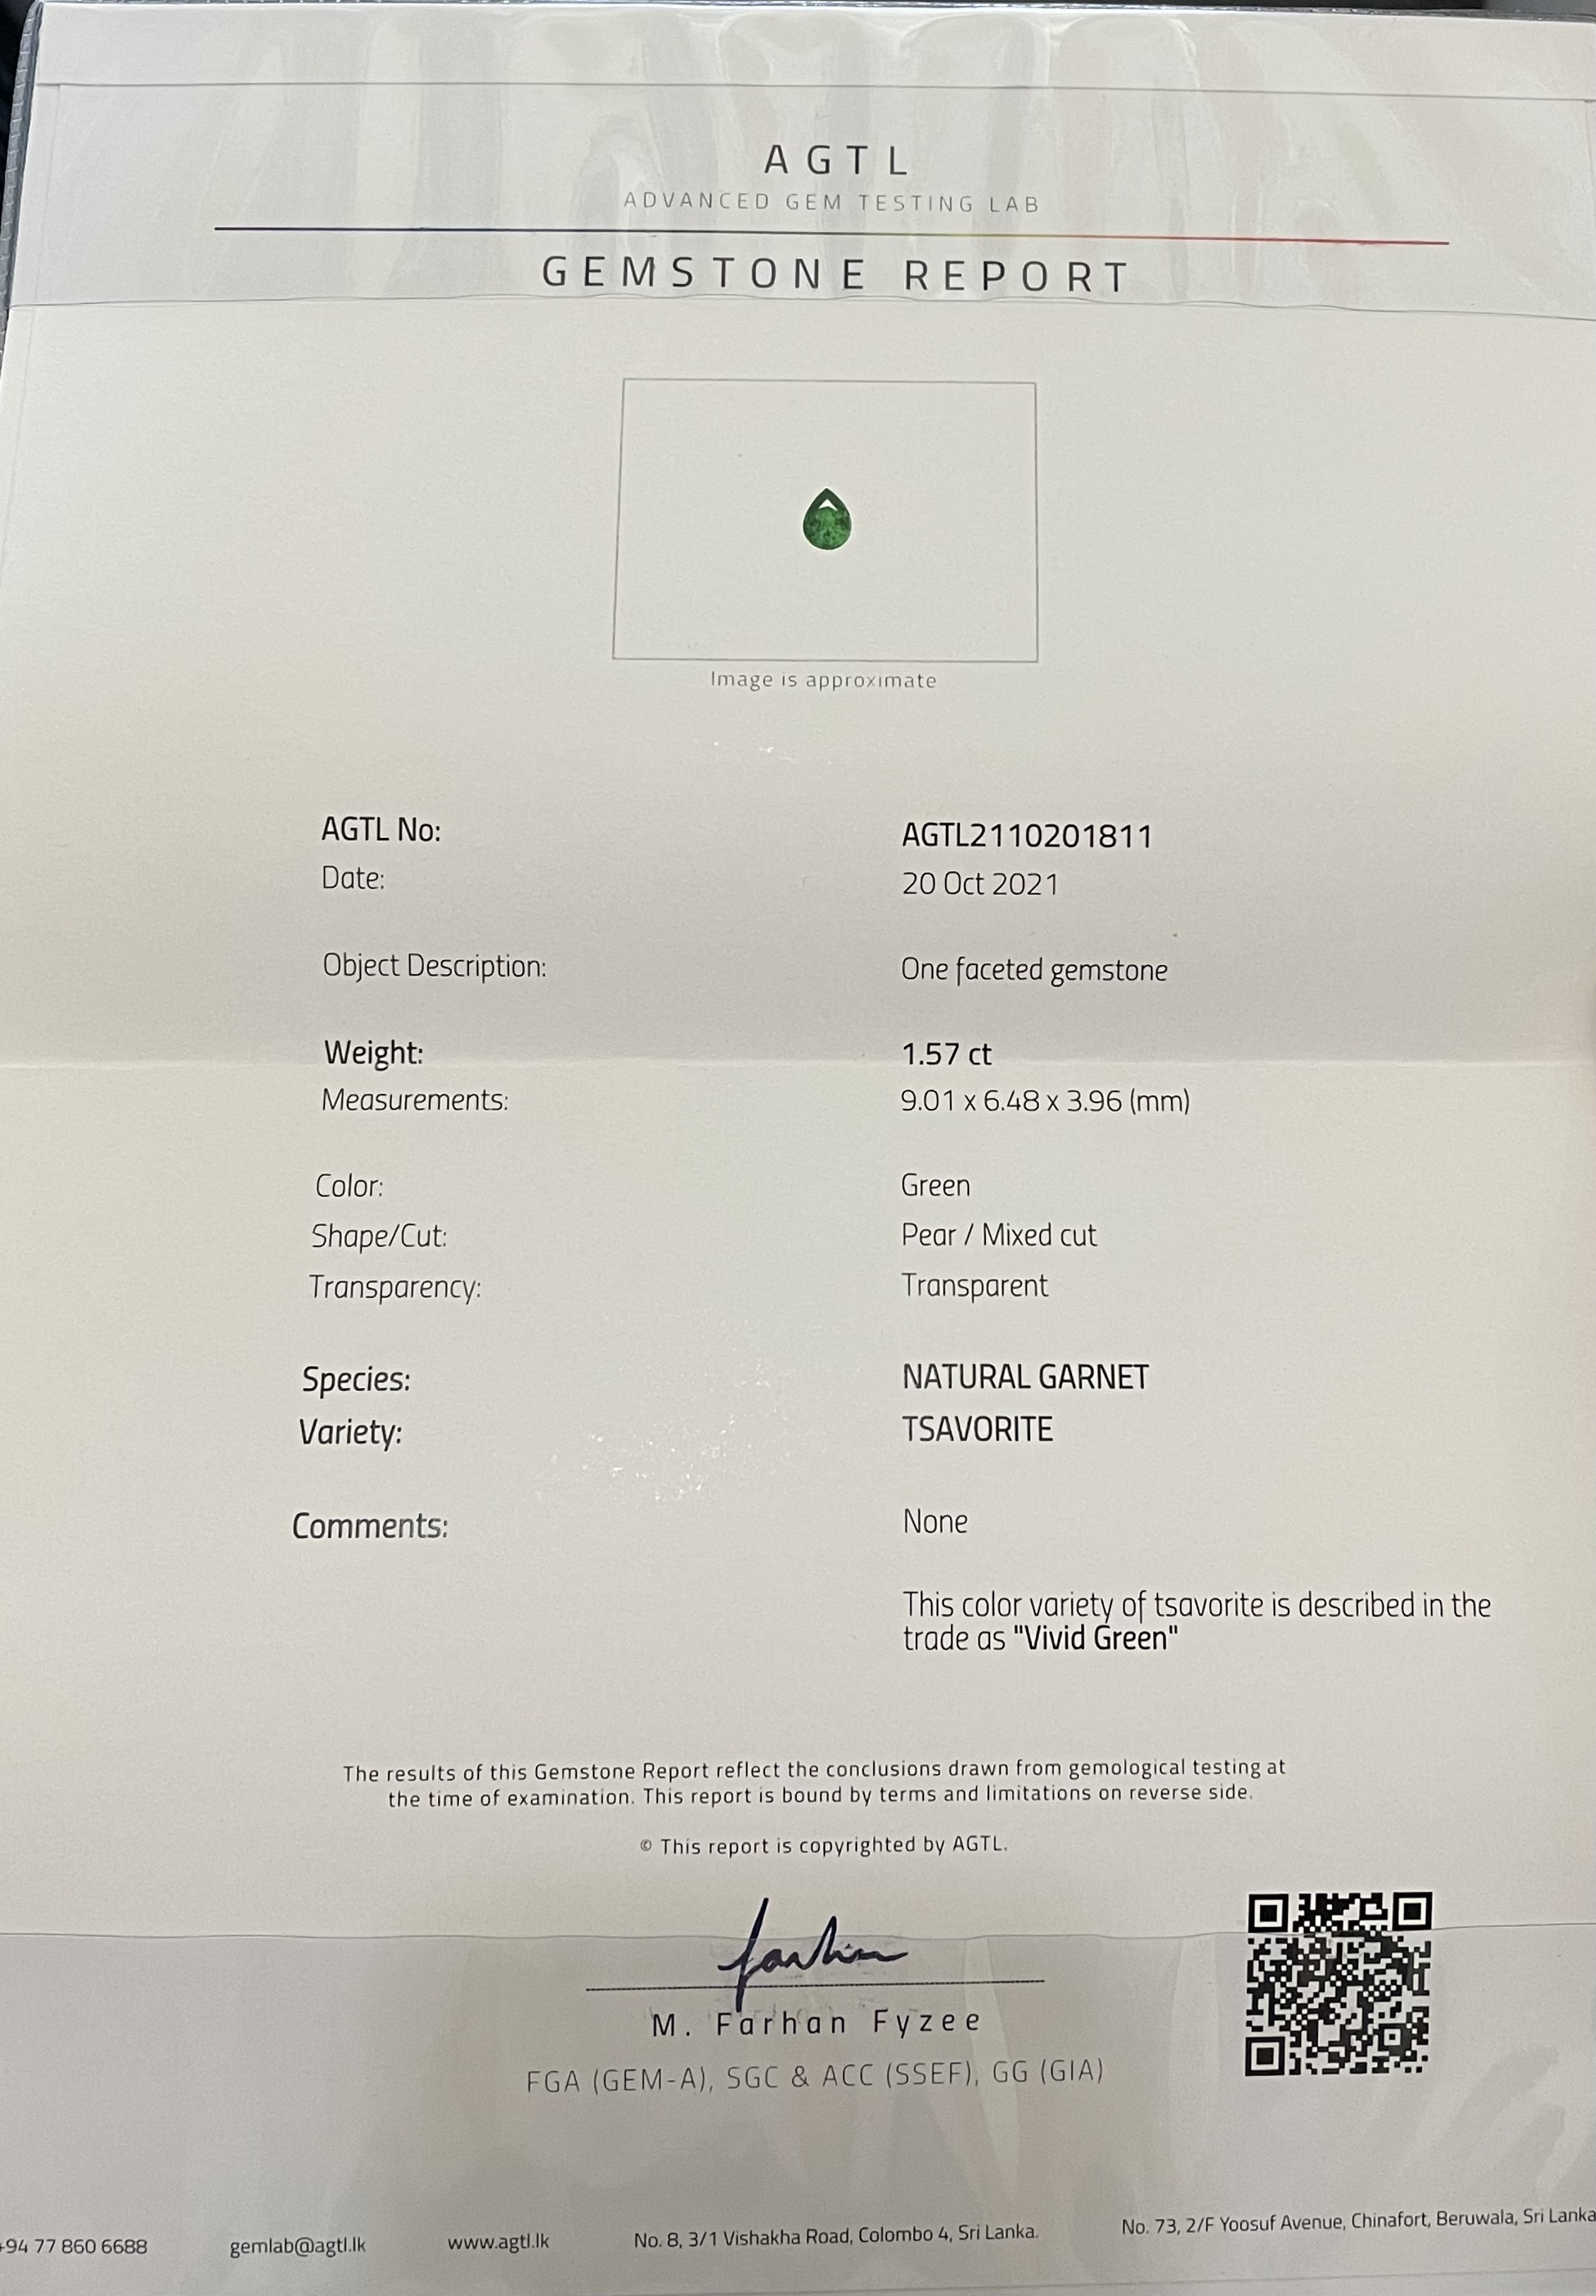 AGTL
ADVANCED GEM TESTING LAB
GEMSTONE REPORT
Image is approximate
AGTL No: AGTL2110201811
Date: 20 Oct 2021
Object Description: One faceted gemstone
Weight: 1.57 ct
Measurements: 9.01 x 6.48 x 3.96 (mm)
Color: Green
Shape/Cut: Pear / Mixed cut
Transparency: Transparent
Species: NATURAL GARNET
Variety: TSAVORITE
Comments: None
This color variety of tsavorite is described in the
trade as "Vivid Green"
The results of this Gemstone Report reflect the conclusions drawn from gemological testing at
the time of examination. This report is bound by terms and limitations on reverse side.
© This report is copyrighted by AGTL.
farhan
M. Farhan Fyzee
FGA (GEM-A), SGC & ACC (SSEF), GG (GIA)
+94 77 860 6688 gemlab@agtl.lk www.agtl.lk No. 8, 3/1 Vishakha Road, Colombo 4, Sri Lanka. No. 73, 2/F Yoosuf Avenue, Chinafort, Beruwala, Sri Lanka